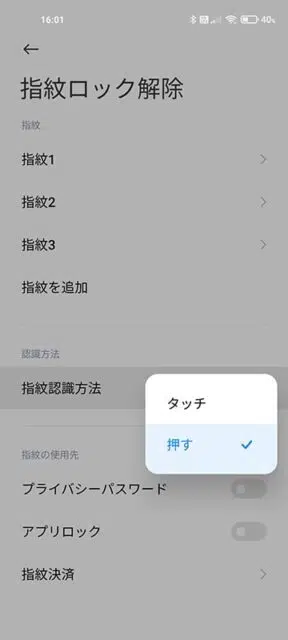 16:01
40%
指紋ロック解除
指紋
指紋1
指紋2
指紋3
指紋を追加
認識方法
指紋認識方法
タッチ
押す
指紋の使用先
プライバシーパスワード
アプリロック
指紋決済